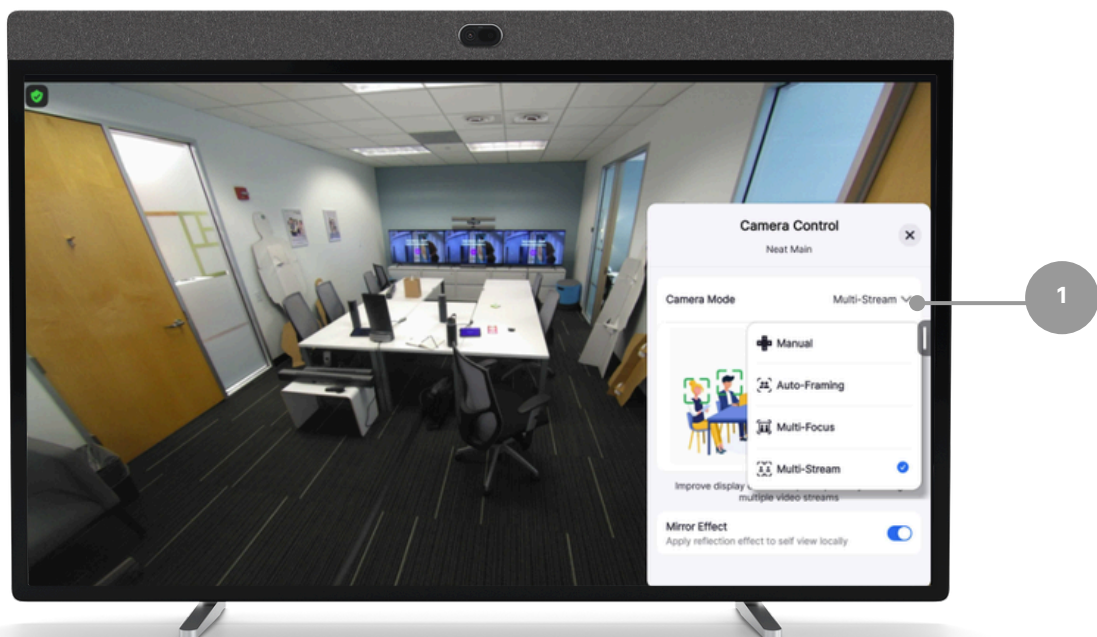 Camera Control
Neat Main
Camera Mode
Multi-Stream
1
Manual
Auto-Framing
Multi-Focus
Multi-Stream
Improve display
multiple video streams
Mirror Effect
Apply reflection effect to self view locally